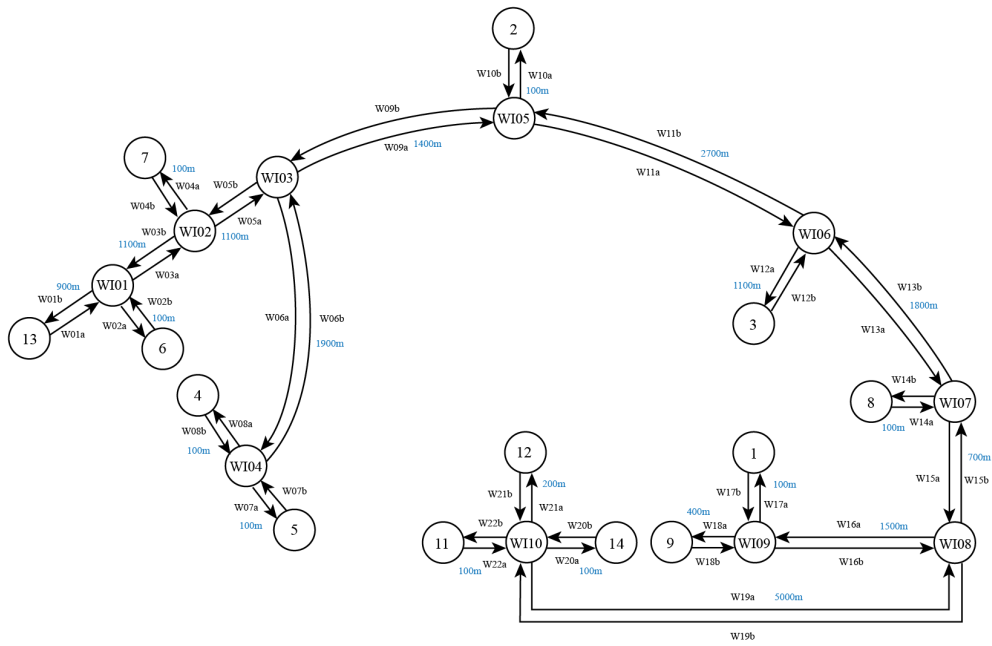 2
W10b
W10a
100m
WI05
W09b
W09a
1400m
W11b
2700m
W11a
7
100m
W04a
W04b
WI03
W05b
W05a
1100m
WI02
W03b
1100m
W03a
WI01
900m
W01b
W01a
13
W02b
100m
W02a
6
WI06
W12a
1100m
W12b
3
W13b
1800m
W13a
W06a
W06b
1900m
4
W08a
W08b
100m
WI04
W07b
W07a
100m
5
8
W14b
W14a
100m
WI07
W15a
W15b
700m
12
W21b
200m
W21a
11
W22b
W22a
100m
WI10
W20b
W20a
100m
14
1
W17b
100m
W17a
9
400m
W18a
W18b
WI09
W16a
1500m
W16b
WI08
W19a
5000m
W19b